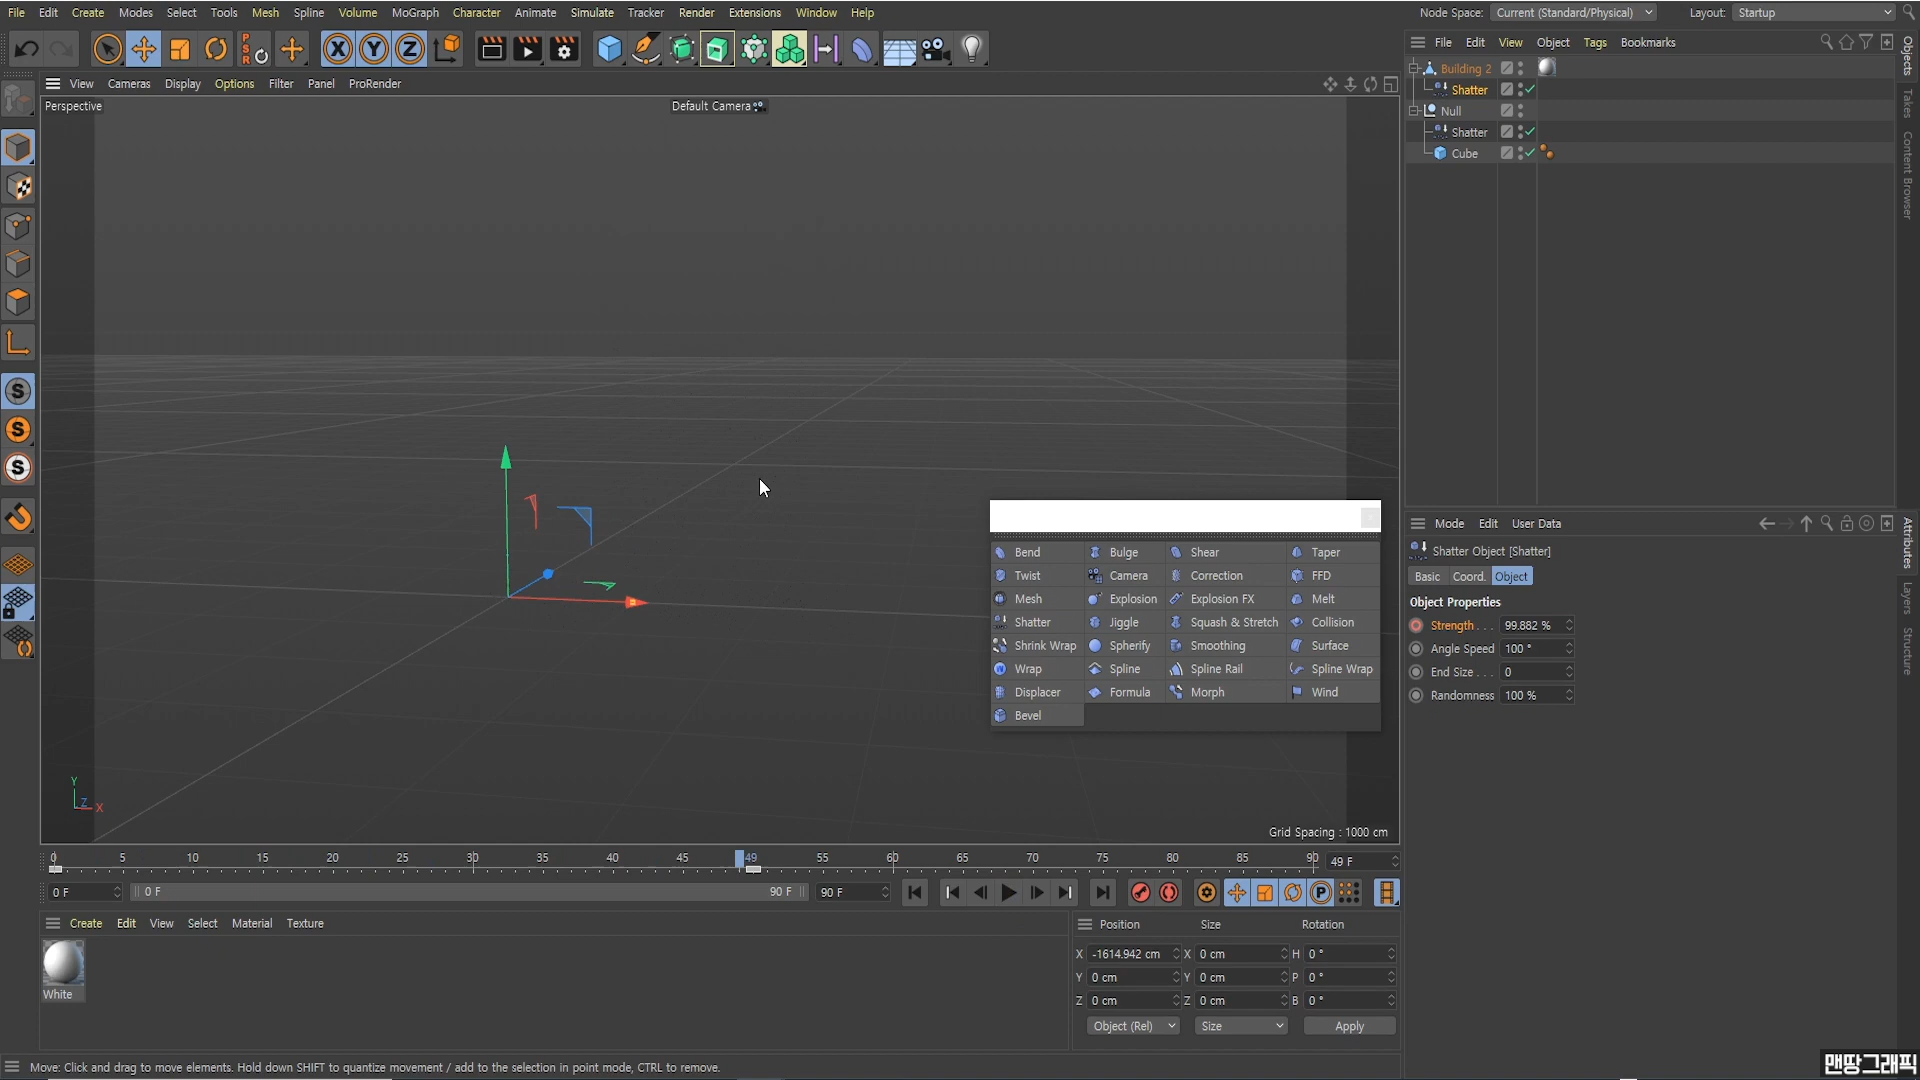 File Edit Create Modes Select Tools Mesh Spline Volume MoGraph Character Animate Simulate Tracker Render Extensions Window Help Node Space: Current (Standard/Physical) Layout: Startup
P S R X Y Z
File Edit View Object Tags Bookmarks
View Cameras Display Options Filter Panel ProRender
Perspective Default Camera
Building 2
Shatter
Null
Shatter
Cube
Objects
Takes
Content Browser
S
S
S
Mode Edit User Data
Shatter Object [Shatter]
Basic Coord. Object
Object Properties
Strength . . . 99.882 %
Angle Speed 100 °
End Size . . . 0
Randomness 100 %
Attributes
Layers
Structure
Bend Bulge Shear Taper
Twist Camera Correction FFD
Mesh Explosion Explosion FX Melt
Shatter Jiggle Squash & Stretch Collision
Shrink Wrap Spherify Smoothing Surface
Wrap Spline Spline Rail Spline Wrap
Displacer Formula Morph Wind
Bevel
Y
Z X
Grid Spacing : 1000 cm
0 5 10 15 20 25 30 35 40 45 49 55 60 65 70 75 80 85 90 49 F
0 F 0 F 90 F 90 F P
Create Edit View Select Material Texture
White
Position Size Rotation
X -1614.942 cm X 0 cm H 0 °
Y 0 cm Y 0 cm P 0 °
Z 0 cm Z 0 cm B 0 °
Object (Rel) Size Apply
Move: Click and drag to move elements. Hold down SHIFT to quantize movement / add to the selection in point mode, CTRL to remove.
맨땅그래픽